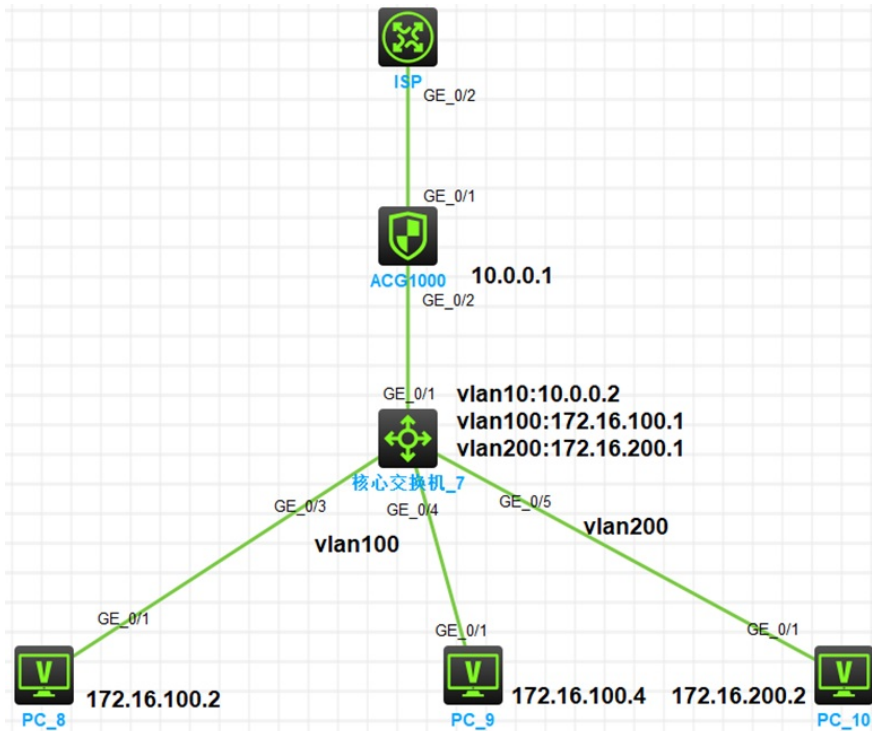 ISP
GE_0/2
GE_0/1
ACG1000
10.0.0.1
GE_0/2
GE_0/1
vlan10:10.0.0.2
vlan100:172.16.100.1
vlan200:172.16.200.1
核心交换机_7
GE_0/3
GE_0/4
GE_0/5
vlan100
vlan200
GE_0/1
GE_0/1
GE_0/1
V
172.16.100.2
PC_8
V
172.16.100.4
PC_9
172.16.200.2
V
PC_10